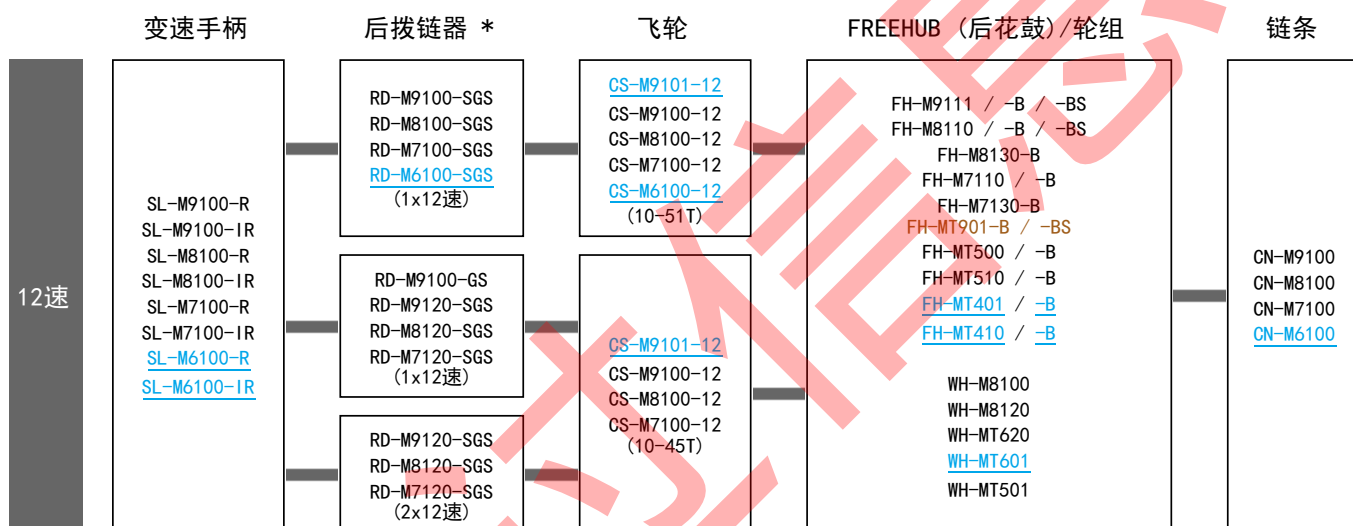 变速手柄
后拨链器 *
飞轮
FREEHUB (后花鼓)/轮组
链条
12速
SL-M9100-R
SL-M9100-IR
SL-M8100-R
SL-M8100-IR
SL-M7100-R
SL-M7100-IR
SL-M6100-R
SL-M6100-IR
RD-M9100-SGS
RD-M8100-SGS
RD-M7100-SGS
RD-M6100-SGS
(1x12速)
RD-M9100-GS
RD-M9120-SGS
RD-M8120-SGS
RD-M7120-SGS
(1x12速)
RD-M9120-SGS
RD-M8120-SGS
RD-M7120-SGS
(2x12速)
CS-M9101-12
CS-M9100-12
CS-M8100-12
CS-M7100-12
CS-M6100-12
(10-51T)
CS-M9101-12
CS-M9100-12
CS-M8100-12
CS-M7100-12
(10-45T)
FH-M9111 / -B / -BS
FH-M8110 / -B / -BS
FH-M8130-B
FH-M7110 / -B
FH-M7130-B
FH-MT901-B / -BS
FH-MT500 / -B
FH-MT510 / -B
FH-MT401 / -B
FH-MT410 / -B
WH-M8100
WH-M8120
WH-MT620
WH-MT601
WH-MT501
CN-M9100
CN-M8100
CN-M7100
CN-M6100
信息